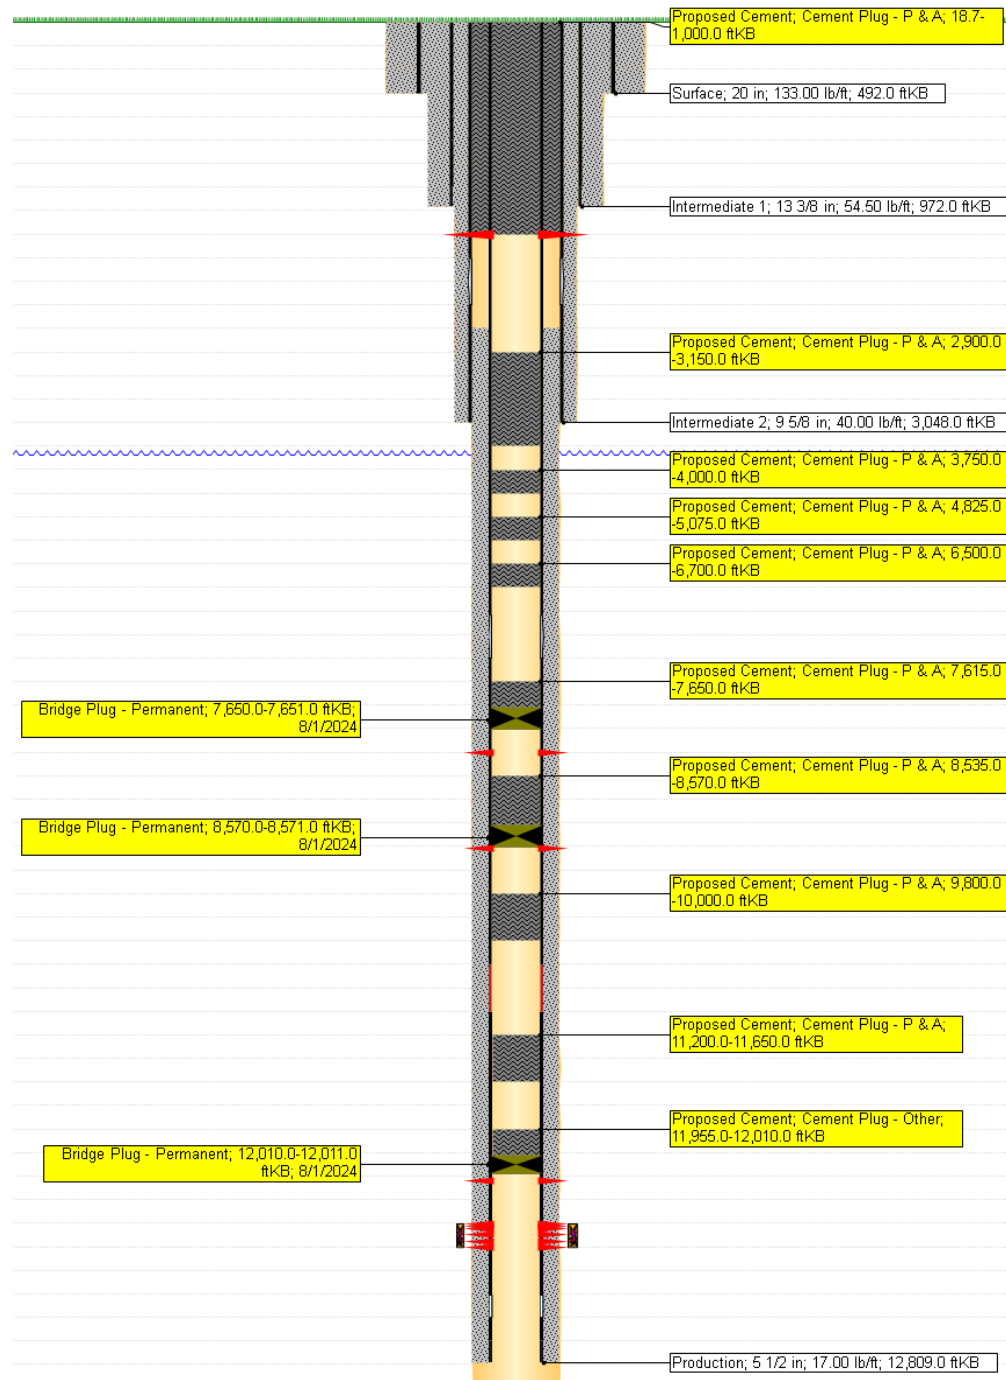 Proposed Cement; Cement Plug - P & A; 18.7-
1,000.0 ftKB
Surface; 20 in; 133.00 lb/ft; 492.0 ftKB
Intermediate 1; 13 3/8 in; 54.50 lb/ft; 972.0 ftKB
Proposed Cement; Cement Plug - P & A; 2,900.0
-3,150.0 ftKB
Intermediate 2; 9 5/8 in; 40.00 lb/ft; 3,048.0 ftKB
Proposed Cement; Cement Plug - P & A; 3,750.0
-4,000.0 ftKB
Proposed Cement; Cement Plug - P & A; 4,825.0
-5,075.0 ftKB
Proposed Cement; Cement Plug - P & A; 6,500.0
-6,700.0 ftKB
Proposed Cement; Cement Plug - P & A; 7,615.0
-7,650.0 ftKB
Bridge Plug - Permanent; 7,650.0-7,651.0 ftKB;
8/1/2024
Proposed Cement; Cement Plug - P & A; 8,535.0
-8,570.0 ftKB
Bridge Plug - Permanent; 8,570.0-8,571.0 ftKB;
8/1/2024
Proposed Cement; Cement Plug - P & A; 9,800.0
-10,000.0 ftKB
Proposed Cement; Cement Plug - P & A;
11,200.0-11,650.0 ftKB
Proposed Cement; Cement Plug - Other;
11,955.0-12,010.0 ftKB
Bridge Plug - Permanent; 12,010.0-12,011.0
ftKB; 8/1/2024
Production; 5 1/2 in; 17.00 lb/ft; 12,809.0 ftKB